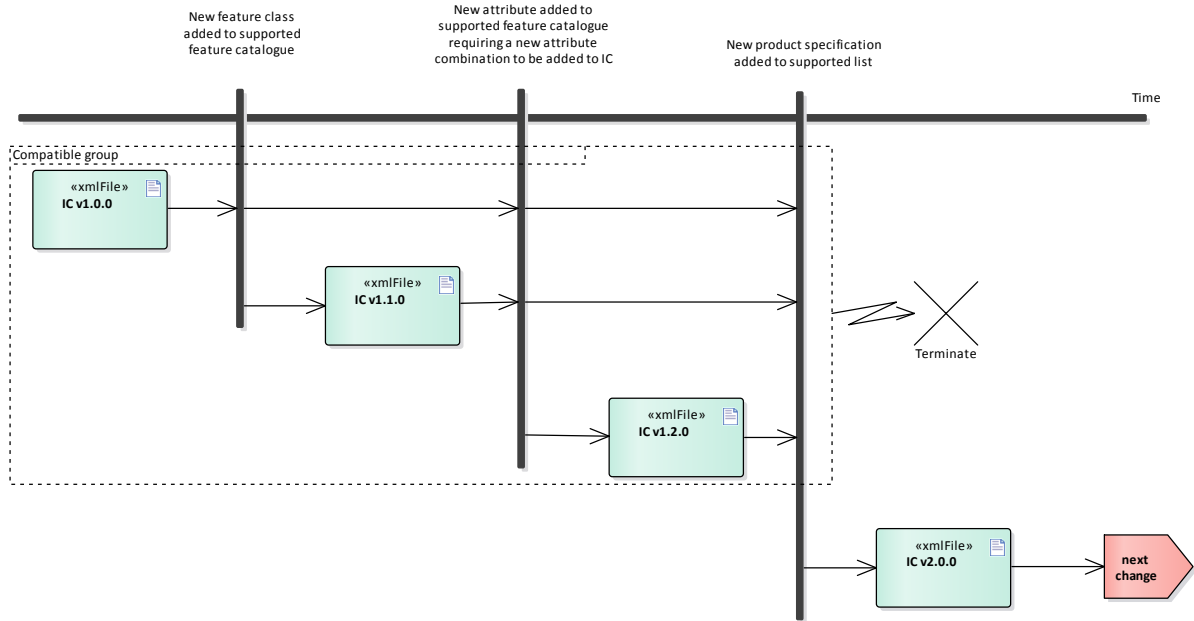 New feature class
added to supported
feature catalogue
New attribute added to
supported feature catalogue
requiring a new attribute
combination to be added to IC
New product specification
added to supported list
Time
Compatible group
«xmlFile»
IC v1.0.0
«xmlFile»
IC v1.1.0
Terminate
«xmlFile»
IC v1.2.0
«xmlFile»
IC v2.0.0
next
change